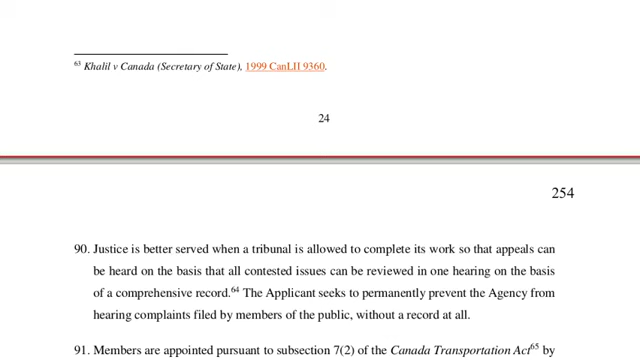 63 Khalil v Canada (Secretary of State), 1999 CanLII 9360.
24
254
90. Justice is better served when a tribunal is allowed to complete its work so that appeals can
be heard on the basis that all contested issues can be reviewed in one hearing on the basis
of a comprehensive record.64 The Applicant seeks to permanently prevent the Agency from
hearing complaints filed by members of the public, without a record at all.
91. Members are appointed pursuant to subsection 7(2) of the Canada Transportation Act65 by